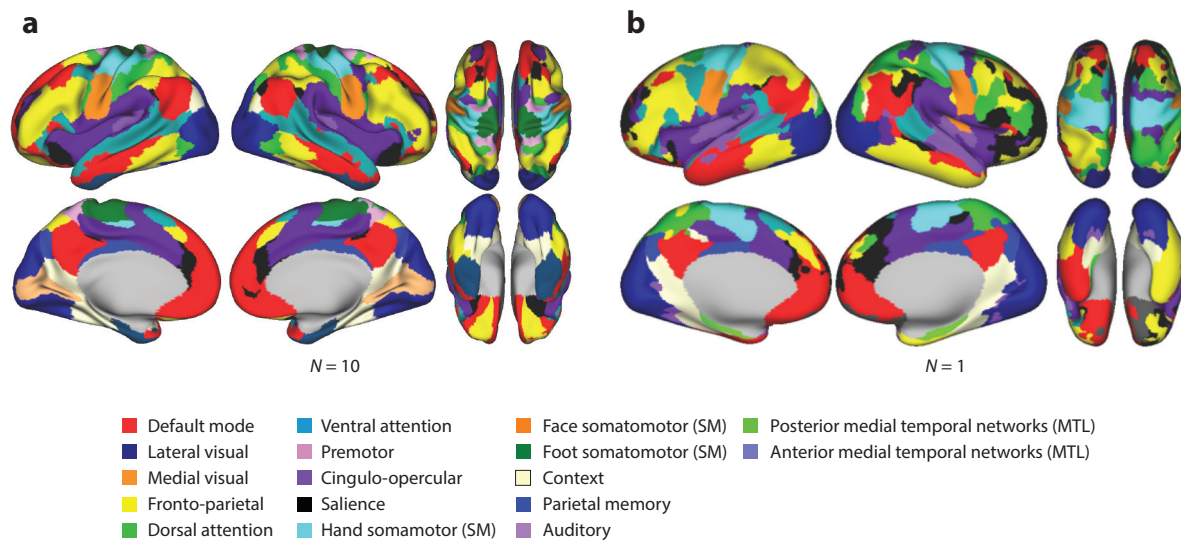 a
b
N = 10
N = 1
Default mode
Lateral visual
Medial visual
Fronto-parietal
Dorsal attention
Ventral attention
Premotor
Cingulo-opercular
Salience
Hand somamotor (SM)
Face somatomotor (SM)
Foot somatomotor (SM)
Context
Parietal memory
Auditory
Posterior medial temporal networks (MTL)
Anterior medial temporal networks (MTL)